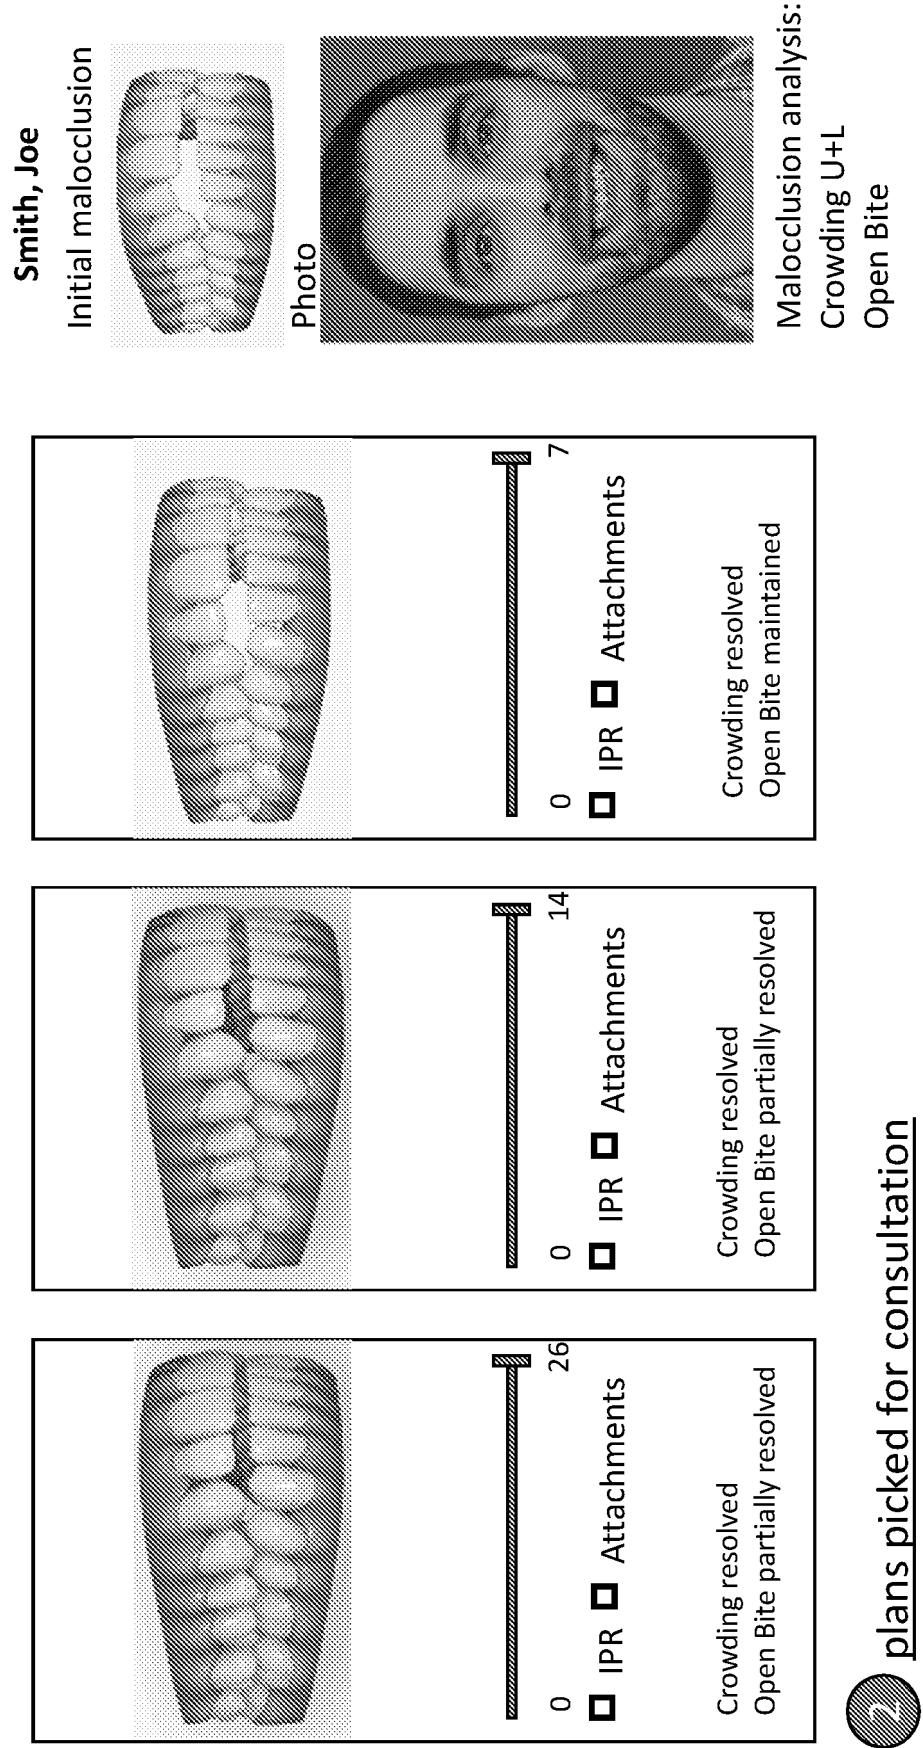 Smith, Joe
Initial malocclusion
Photo
Malocclusion analysis:
Crowding U+L
Open Bite
0
26
IPR
Attachments
Crowding resolved
Open Bite partially resolved
0
14
IPR
Attachments
Crowding resolved
Open Bite partially resolved
0
7
IPR
Attachments
Crowding resolved
Open Bite maintained
2
plans picked for consultation